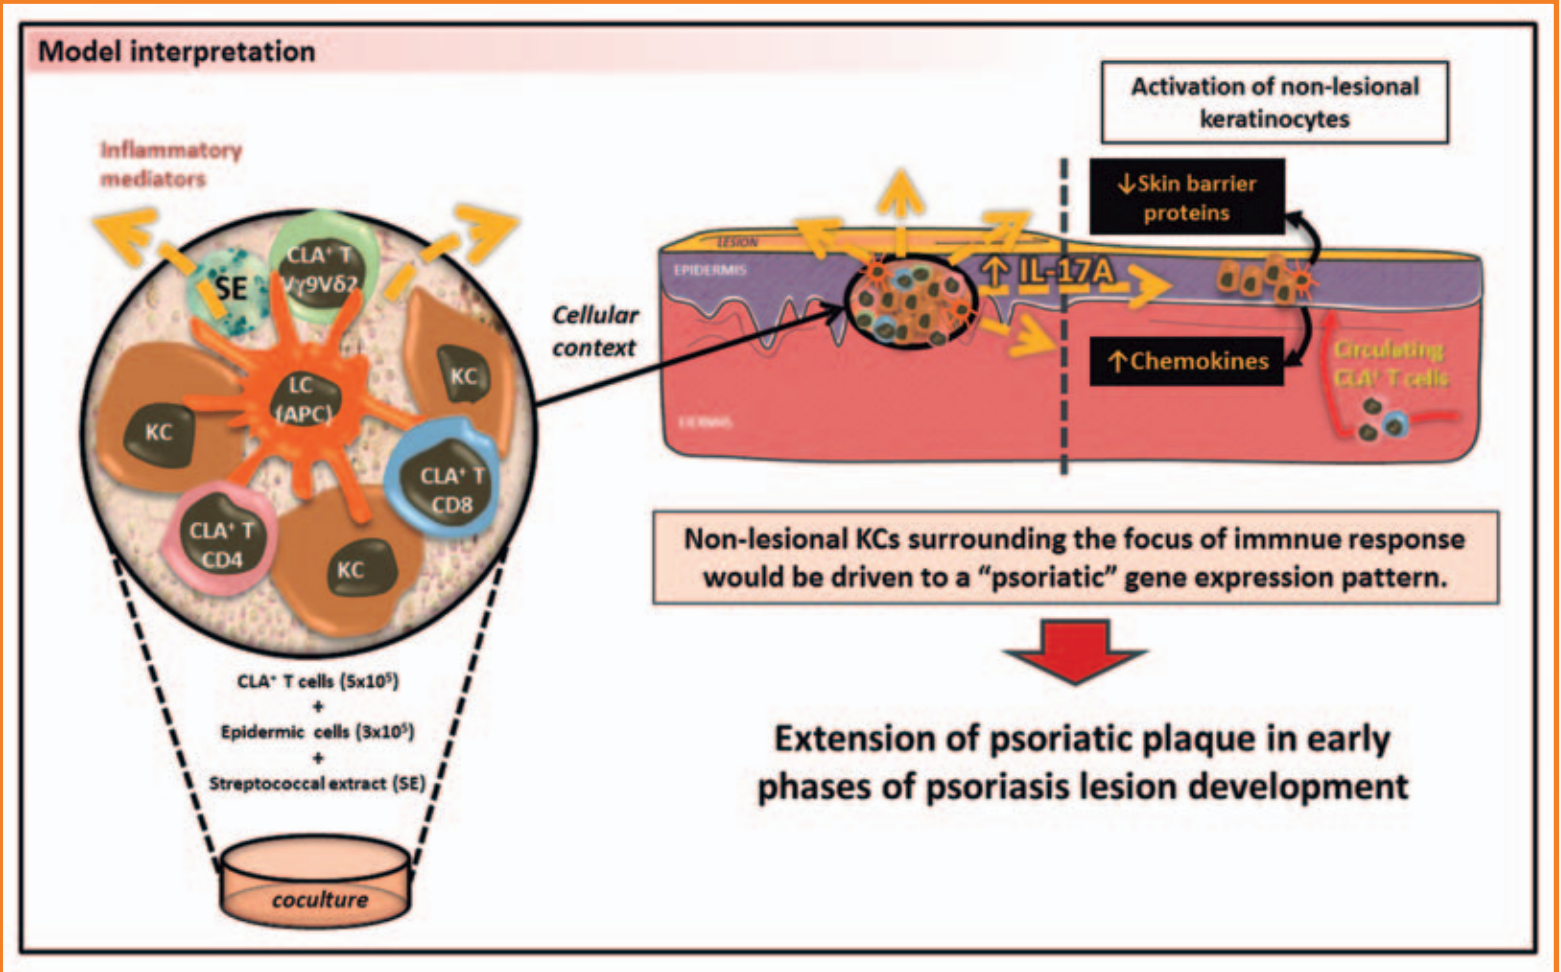 Model interpretation
Inflammatory
mediators
SE
CLA⁺ T
Vγ9Vδ2
LC
(APC)
KC
KC
CLA⁺ T
CD8
CLA⁺ T
CD4
KC
CLA⁺ T cells (5x10⁵)
+
Epidermic cells (3x10⁵)
+
Streptococcal extract (SE)
coculture
Cellular
context
LESION
EPIDERMIS
↑ IL-17A
Activation of non-lesional
keratinocytes
↓Skin barrier
proteins
↑Chemokines
Circulating
CLA⁺ T cells
Non-lesional KCs surrounding the focus of immnue response
would be driven to a “psoriatic” gene expression pattern.
Extension of psoriatic plaque in early
phases of psoriasis lesion development